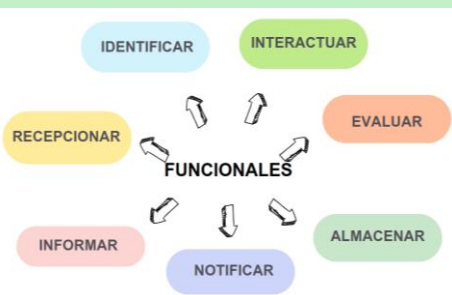 IDENTIFICAR
INTERACTUAR
RECEPCIONAR
EVALUAR
FUNCIONALES
INFORMAR
NOTIFICAR
ALMACENAR